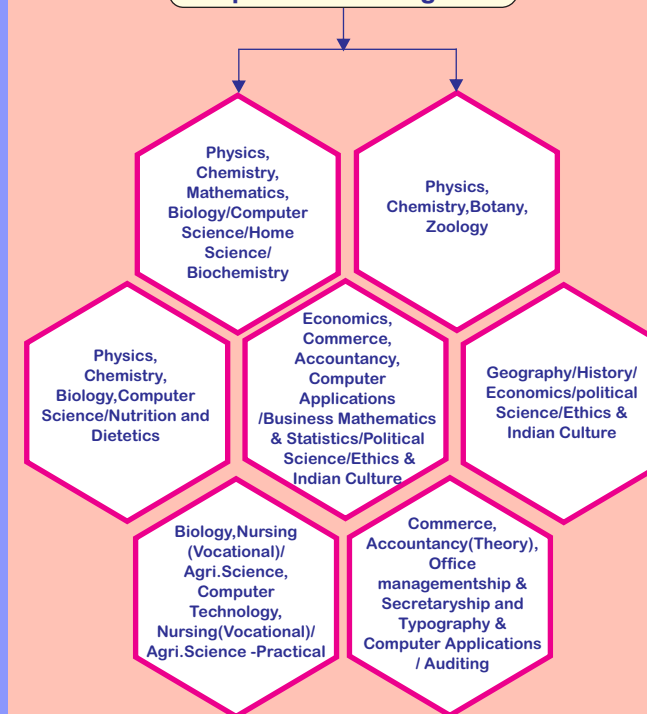 Physics,
Chemistry,
Mathematics,
Biology/Computer
Science/Home
Science/
Biochemistry
Physics,
Chemistry,Botany,
Zoology
Physics,
Chemistry,
Biology,Computer
Science/Nutrition and
Dietetics
Economics,
Commerce,
Accountancy,
Computer
Applications
/Business Mathematics
& Statistics/Political
Science/Ethics &
Indian Culture
Geography/History/
Economics/political
Science/Ethics &
Indian Culture
Biology,Nursing
(Vocational)/
Agri.Science,
Computer
Technology,
Nursing(Vocational)/
Agri.Science -Practical
Commerce,
Accountancy(Theory),
Office
managementship &
Secretaryship and
Typography &
Computer Applications
/ Auditing